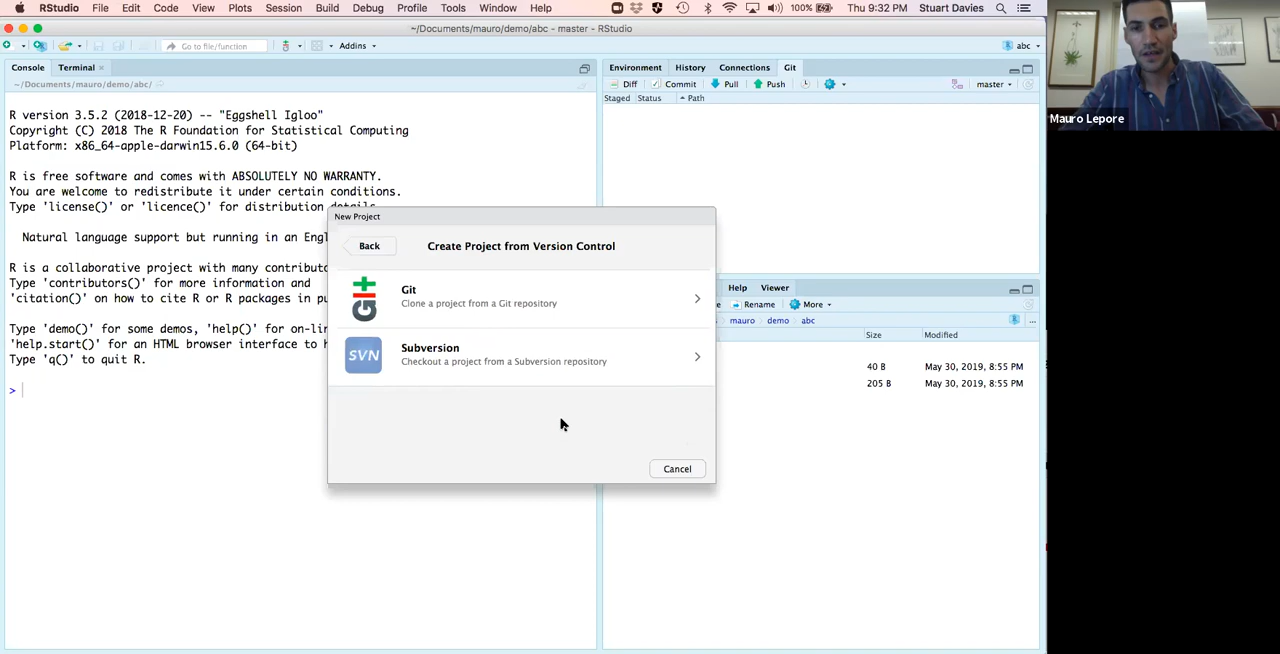 RStudio File Edit Code View Plots Session Build Debug Profile Tools Window Help 100% Thu 9:32 PM Stuart Davies
~/Documents/mauro/demo/abc - master - RStudio
Go to file/function Addins abc
Console Terminal
~/Documents/mauro/demo/abc/
R version 3.5.2 (2018-12-20) -- "Eggshell Igloo"
Copyright (C) 2018 The R Foundation for Statistical Computing
Platform: x86_64-apple-darwin15.6.0 (64-bit)
R is free software and comes with ABSOLUTELY NO WARRANTY.
You are welcome to redistribute it under certain conditions.
Type 'license()' or 'licence()' for distribution details.
Natural language support but running in an Eng
R is a collaborative project with many contribut
Type 'contributors()' for more information and
'citation()' on how to cite R or R packages in pu
Type 'demo()' for some demos, 'help()' for on-li
'help.start()' for an HTML browser interface to h
Type 'q()' to quit R.
>
New Project
Back
Create Project from Version Control
Git
Clone a project from a Git repository
SVN
Subversion
Checkout a project from a Subversion repository
Cancel
Environment History Connections Git
Diff Commit Pull Push master
Staged Status Path
Help Viewer
Rename More
mauro demo abc
Size Modified
40 B May 30, 2019, 8:55 PM
205 B May 30, 2019, 8:55 PM
Mauro Lepore